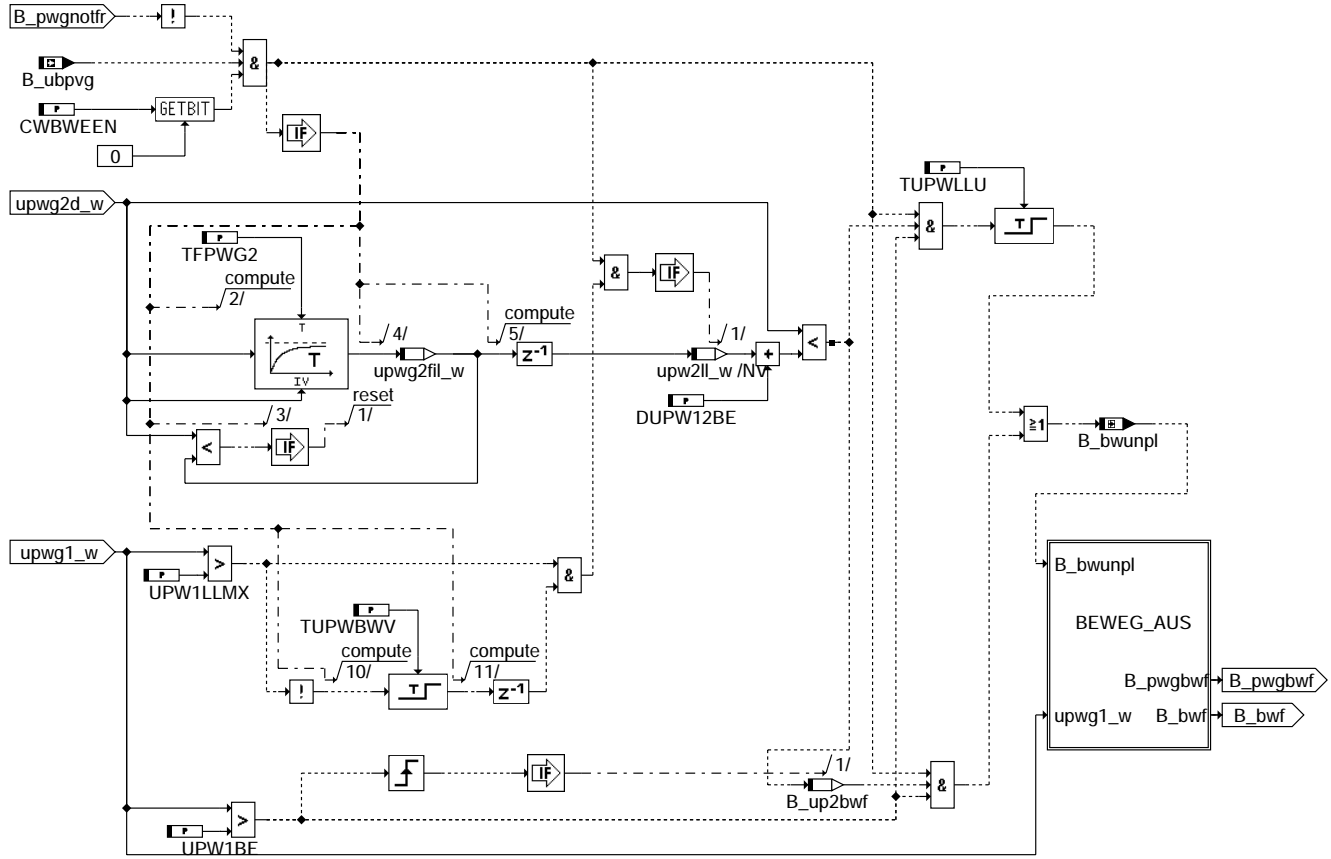 B_pwgnotfr
!
&
B_ubpvg
P
CWBWEEN
GETBIT
0
IF
P
TUPWLLU
upwg2d_w
P
TFPWG2
&
T
compute
2/
&
IF
compute
T
4/
5/
1/
T
z-1
<
upwg2fil_w
upw2ll_w /NV
+
IV
reset
3/
1/
P
DUPW12BE
<
IF
≥1
B_bwunpl
upwg1_w
>
P
UPW1LLMX
&
B_bwunpl
P
TUPWBWV
BEWEG_AUS
compute
10/
compute
11/
!
T
z-1
B_pwgbwf
B_pwgbwf
upwg1_w
B_bwf
B_bwf
IF
1/
&
B_up2bwf
>
P
UPW1BE